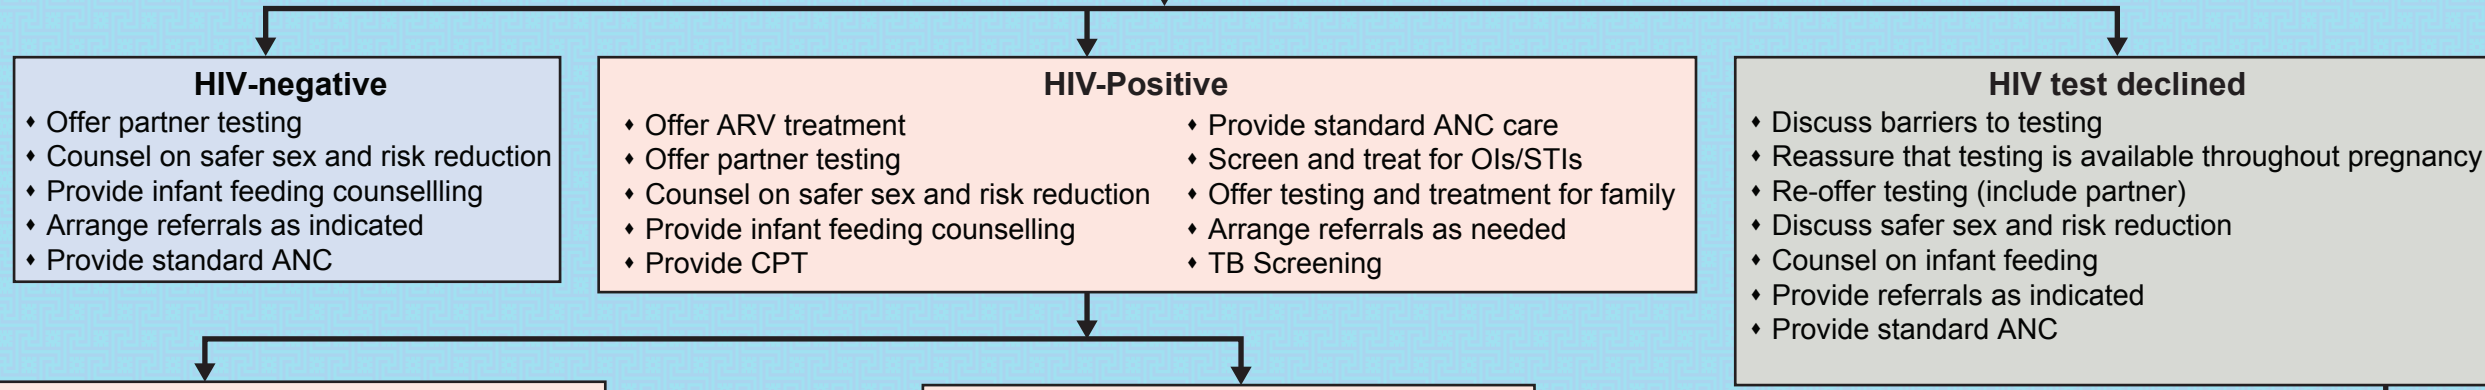 HIV-negative
⬧ Offer partner testing
⬧ Counsel on safer sex and risk reduction
⬧ Provide infant feeding counsellling
⬧ Arrange referrals as indicated
⬧ Provide standard ANC
HIV-Positive
⬧ Offer ARV treatment
⬧ Offer partner testing
⬧ Counsel on safer sex and risk reduction
⬧ Provide infant feeding counselling
⬧ Provide CPT
⬧ Provide standard ANC care
⬧ Screen and treat for OIs/STIs
⬧ Offer testing and treatment for family
⬧ Arrange referrals as needed
⬧ TB Screening
HIV test declined
⬧ Discuss barriers to testing
⬧ Reassure that testing is available throughout pregnancy
⬧ Re-offer testing (include partner)
⬧ Discuss safer sex and risk reduction
⬧ Counsel on infant feeding
⬧ Provide referrals as indicated
⬧ Provide standard ANC